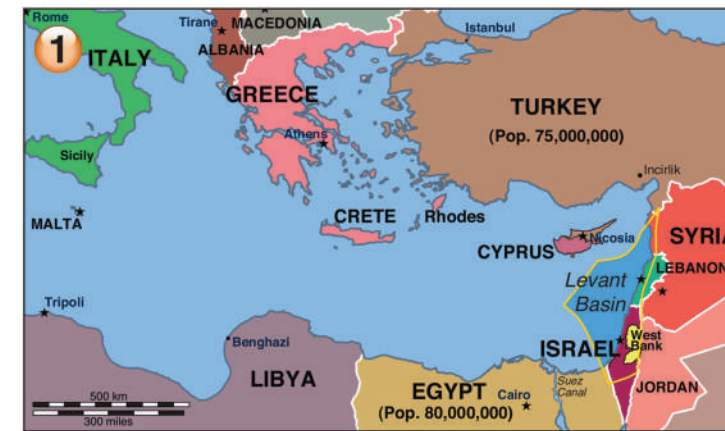 Rome
Tirane
MACEDONIA
Istanbul
1
ITALY
ALBANIA
GREECE
TURKEY
(Pop. 75,000,000)
Athens
Sicily
Incirlik
MALTA
CRETE
Rhodes
CYPRUS
Nicosia
SYRIA
LEBANON
Levant
Basin
Tripoli
Benghazi
ISRAEL
West
Bank
LIBYA
EGYPT
(Pop. 80,000,000)
Cairo
Suez
Canal
JORDAN
500 km
300 miles